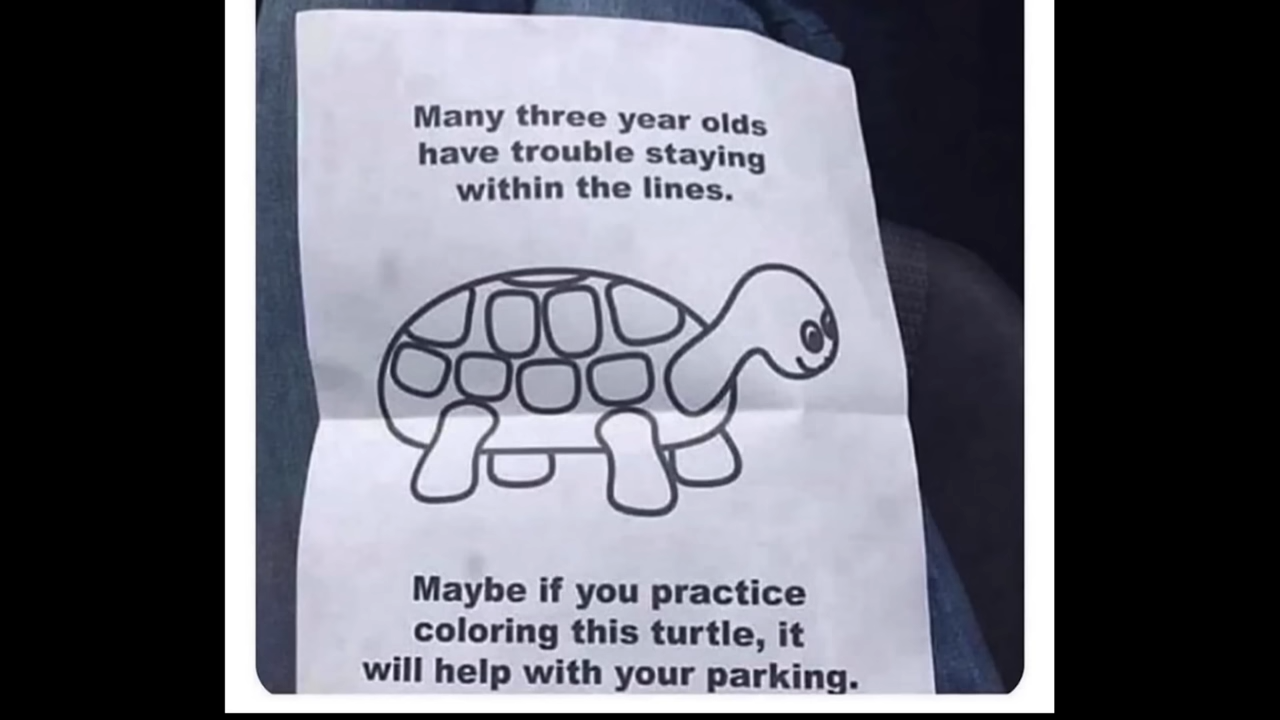 Many three year olds
have trouble staying
within the lines.
Maybe if you practice
coloring this turtle, it
will help with your parking.